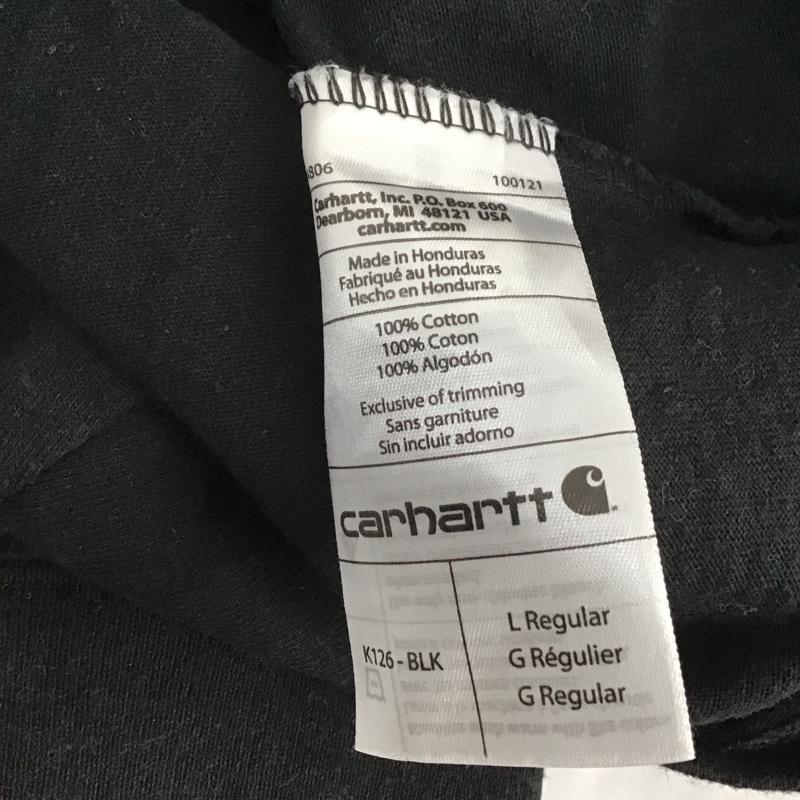 806 100121
Carhartt, Inc. P.O. Box 600
Dearborn, MI 48121 USA
carhartt.com
Made in Honduras
Fabriqué au Honduras
Hecho en Honduras
100% Cotton
100% Coton
100% Algodón
Exclusive of trimming
Sans garniture
Sin incluir adorno
carhartt
K126 - BLK
L Regular
G Régulier
G Regular